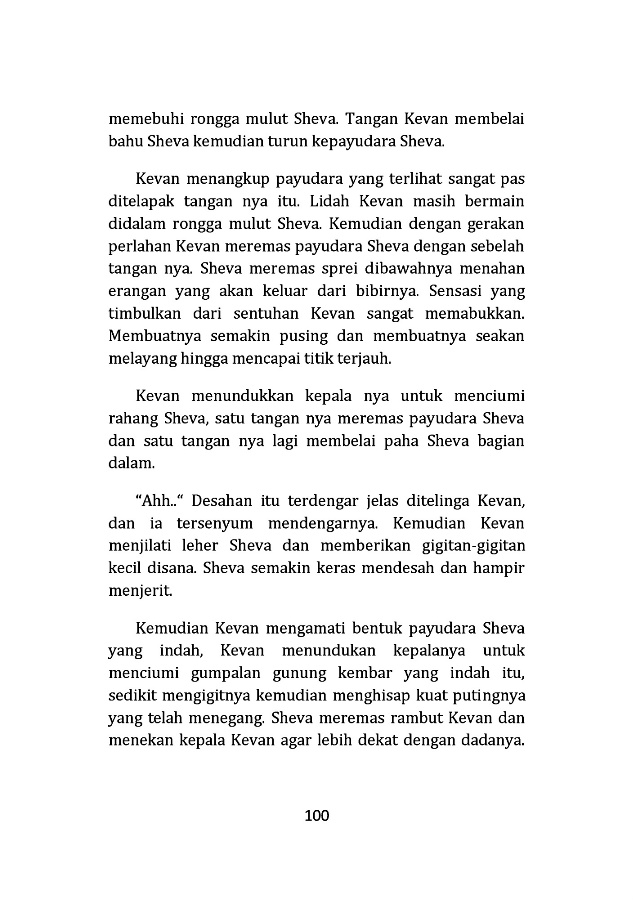 memebuhi rongga mulut Sheva. Tangan Kevan membelai
bahu Sheva kemudian turun kepayudara Sheva.
Kevan menangkup payudara yang terlihat sangat pas
ditelapak tangan nya itu. Lidah Kevan masih bermain
didalam rongga mulut Sheva. Kemudian dengan gerakan
perlahan Kevan meremas payudara Sheva dengan sebelah
tangan nya. Sheva meremas sprei dibawahnya menahan
erangan yang akan keluar dari bibirnya. Sensasi yang
timbulkan dari sentuhan Kevan sangat memabukkan.
Membuatnya semakin pusing dan membuatnya seakan
melayang hingga mencapai titik terjauh.
Kevan menundukkan kepala nya untuk menciumi
rahang Sheva, satu tangan nya meremas payudara Sheva
dan satu tangan nya lagi membelai paha Sheva bagian
dalam.
“Ahh..“ Desahan itu terdengar jelas ditelinga Kevan,
dan ia tersenyum mendengarnya. Kemudian Kevan
menjilati leher Sheva dan memberikan gigitan-gigitan
kecil disana. Sheva semakin keras mendesah dan hampir
menjerit.
Kemudian Kevan mengamati bentuk payudara Sheva
yang indah, Kevan menundukan kepalanya untuk
menciumi gumpalan gunung kembar yang indah itu,
sedikit mengigitnya kemudian menghisap kuat putingnya
yang telah menegang. Sheva meremas rambut Kevan dan
menekan kepala Kevan agar lebih dekat dengan dadanya.
100